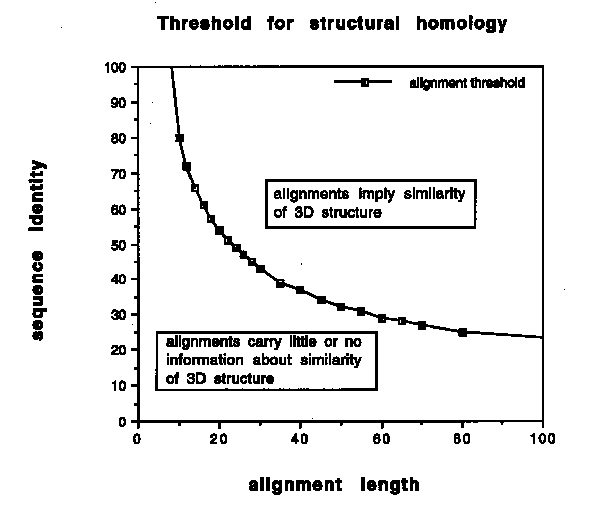 Threshold for structural homology
100
90
80
70
60
50
40
30
20
10
0
sequence identity
alignment threshold
alignments imply similarity
of 3D structure
alignments carry little or no
information about similarity
of 3D structure
0
20
40
60
80
100
alignment length